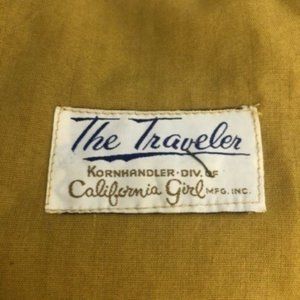 The Traveler
KORNHANDLER · DIV. OF
California Girl MFG. INC.